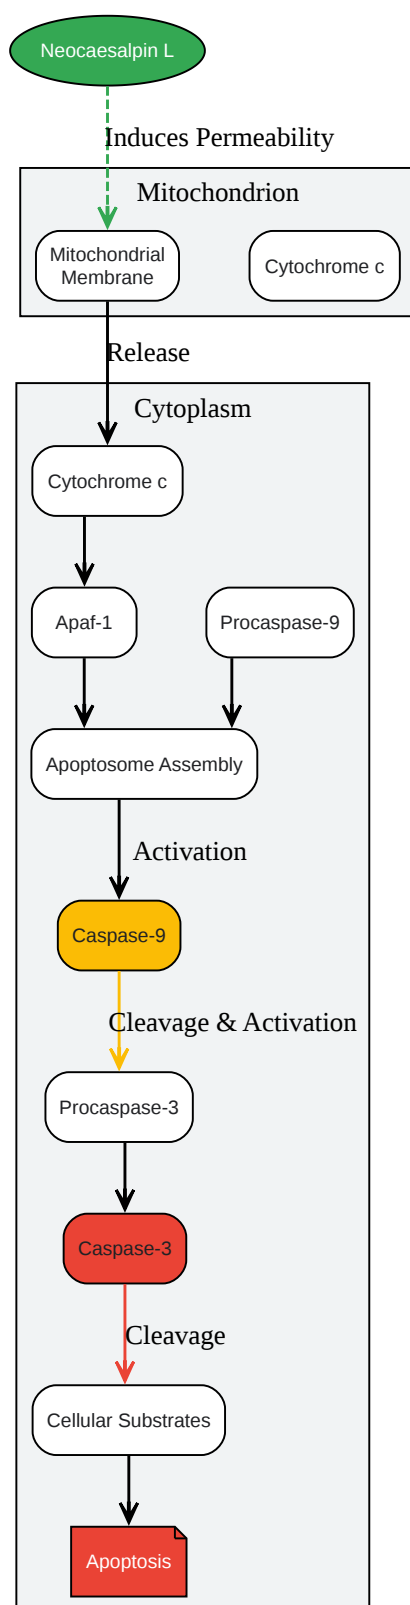 Neocaesalpin L
Induces Permeability
Mitochondrion
Mitochondrial
Membrane
Cytochrome c
Release
Cytoplasm
Cytochrome c
Apaf-1
Procaspase-9
Apoptosome Assembly
Activation
Caspase-9
Cleavage & Activation
Procaspase-3
Caspase-3
Cleavage
Cellular Substrates
Apoptosis